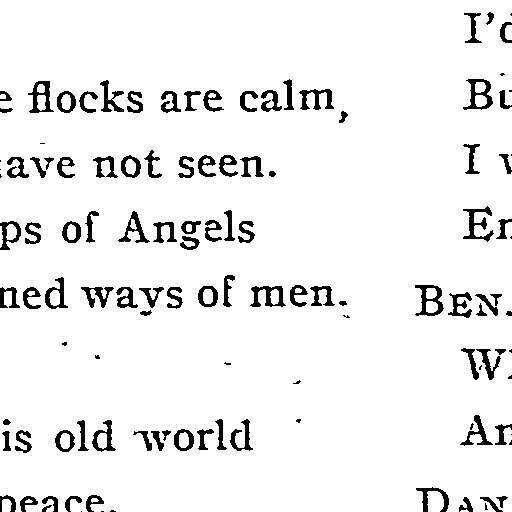 e flocks are calm,
ave not seen.
ps of Angels
ned ways of men.
is old world
peace.
I'd
Bu
I w
En
BEN.
Wh
An
DAN